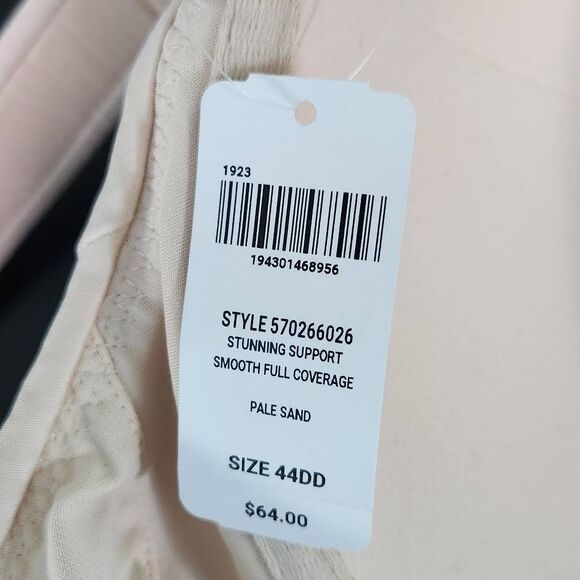 1923
194301468956
STYLE 570266026
STUNNING SUPPORT
SMOOTH FULL COVERAGE
PALE SAND
SIZE 44DD
$64.00